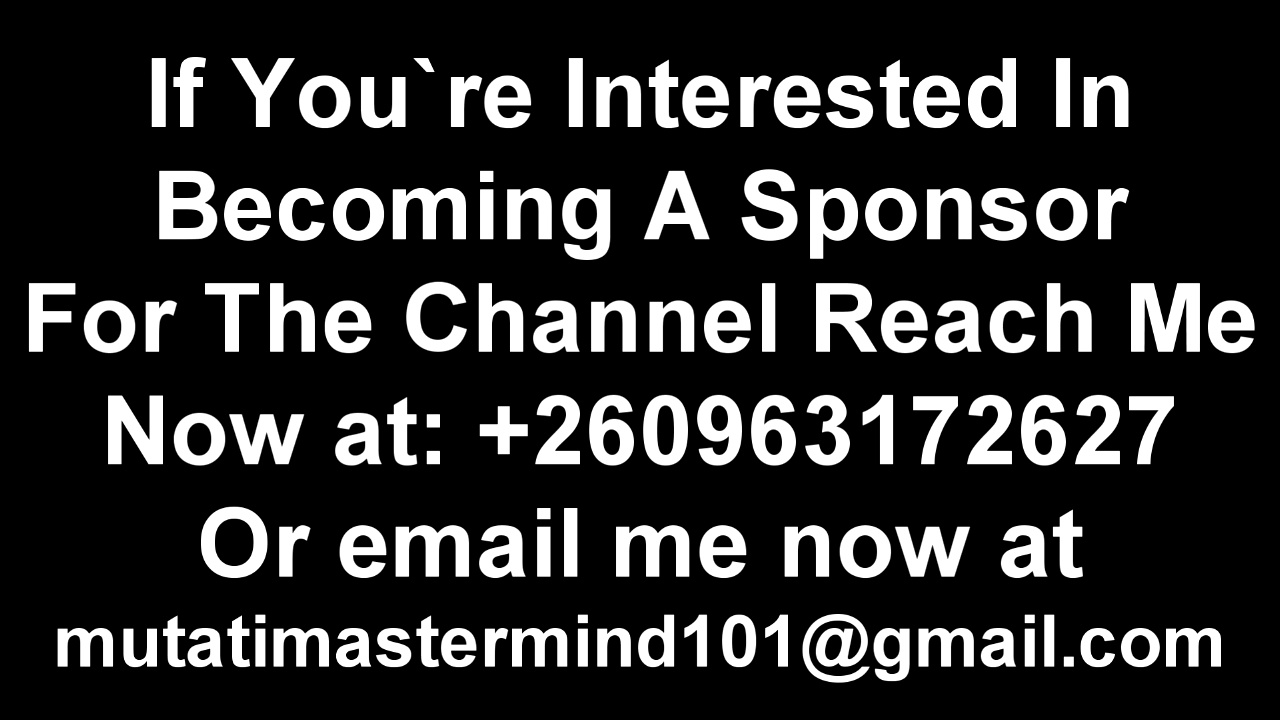 If You`re Interested In
Becoming A Sponsor
For The Channel Reach Me
Now at: +260963172627
Or email me now at
mutatimastermind101@gmail.com